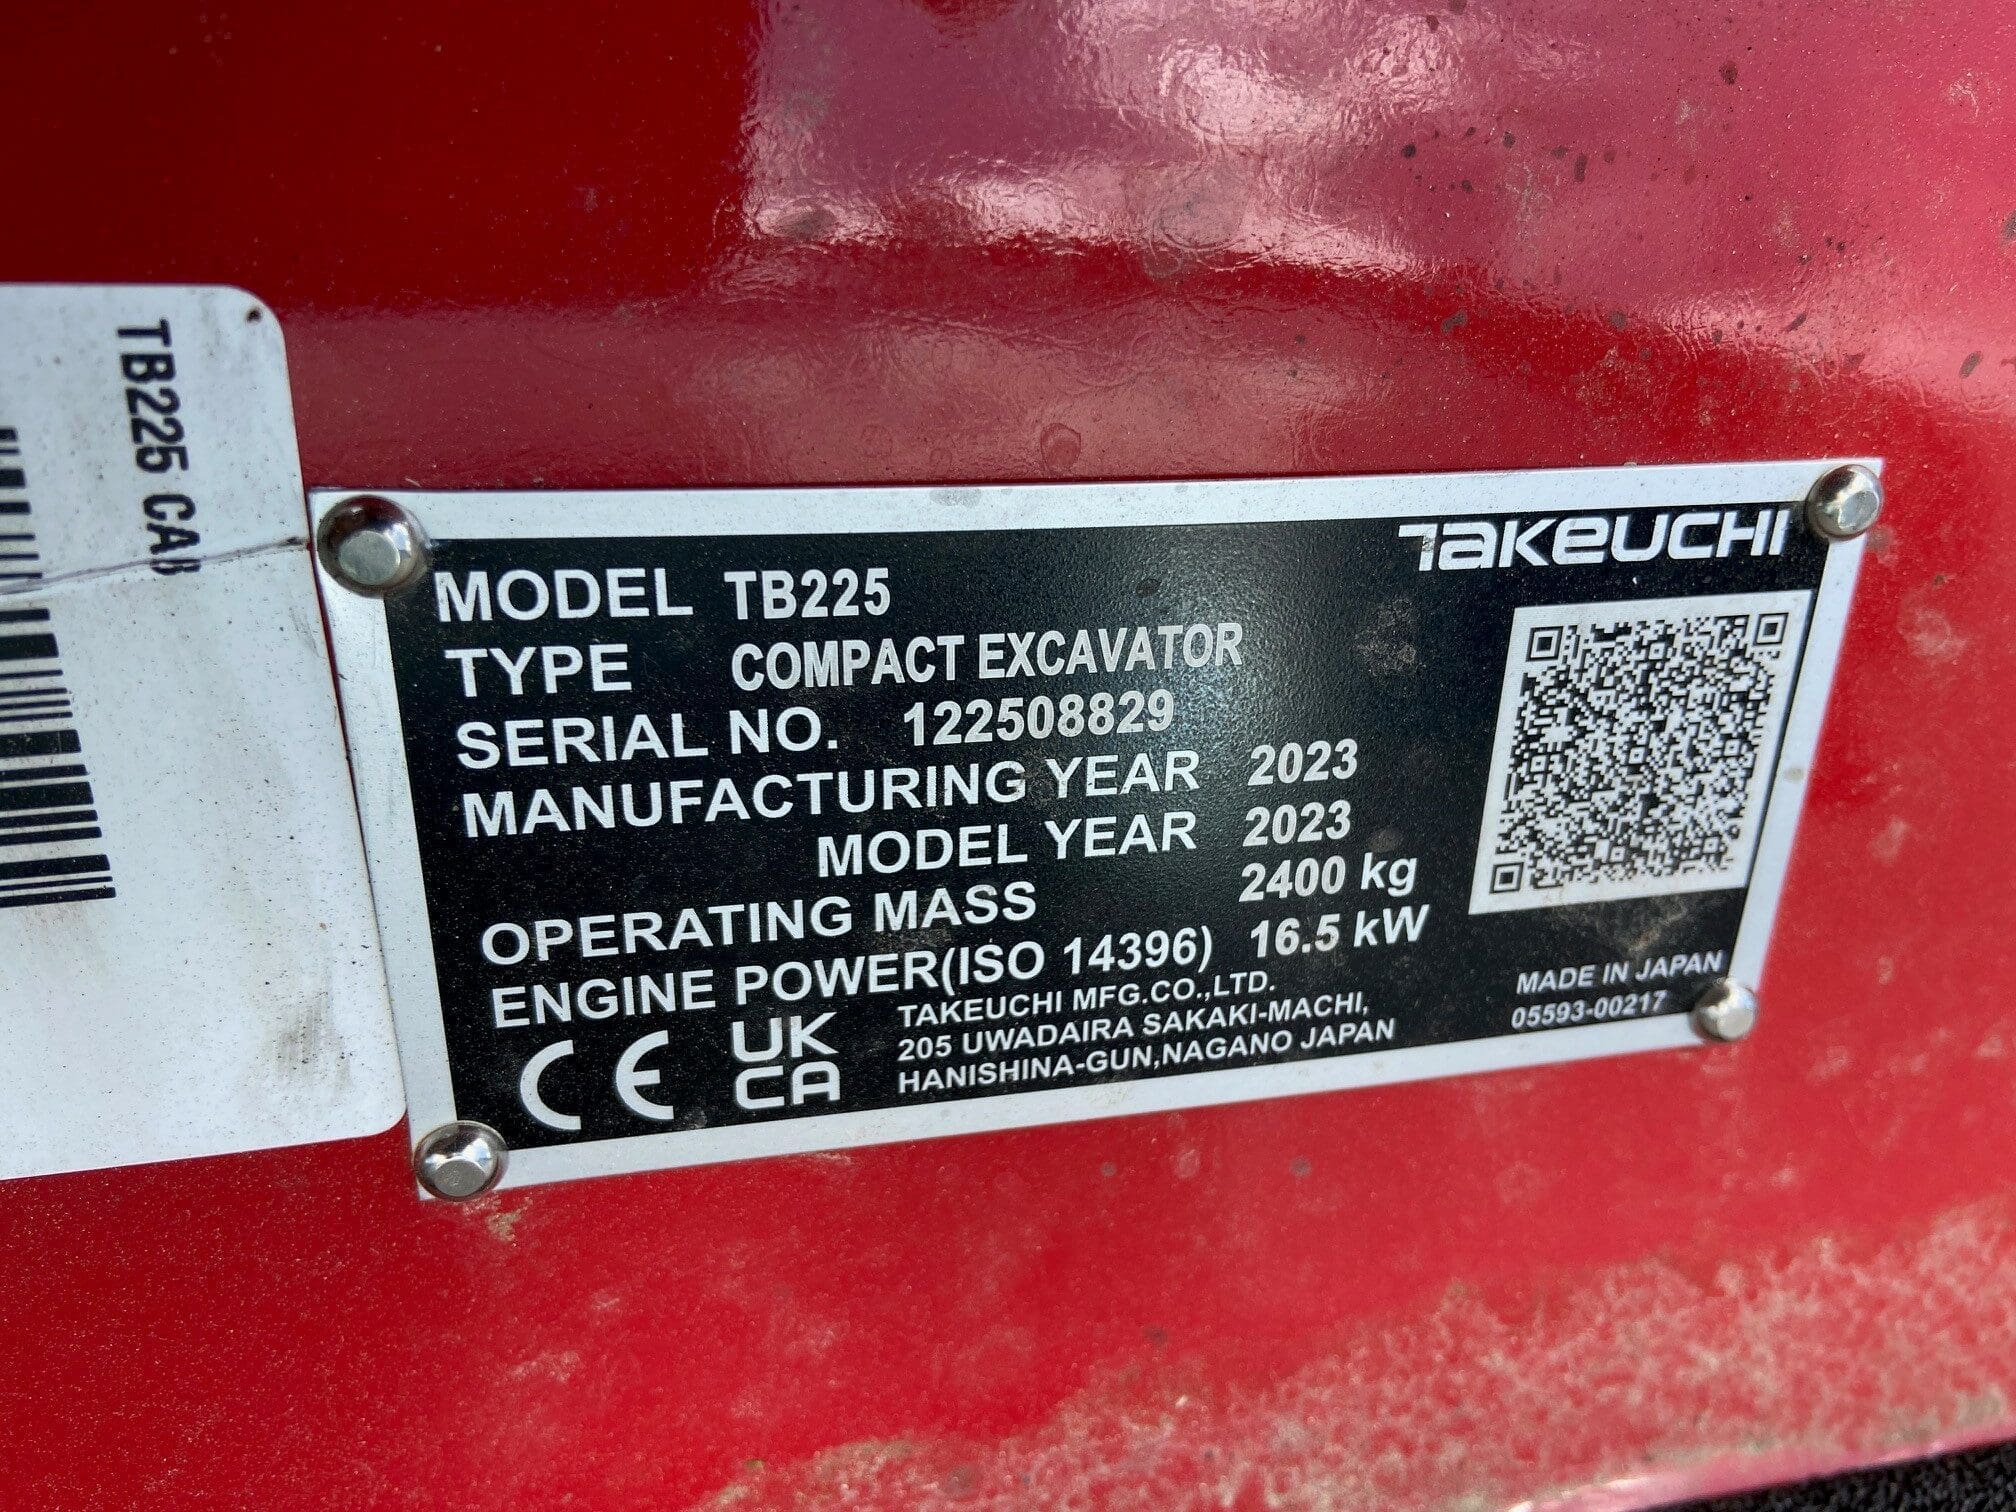 TB225 CAB
TAKEUCHI
MODEL TB225
TYPE COMPACT EXCAVATOR
SERIAL NO. 122508829
MANUFACTURING YEAR 2023
MODEL YEAR 2023
OPERATING MASS 2400 kg
ENGINE POWER(ISO 14396) 16.5 kW
CE UK
CA
TAKEUCHI MFG.CO.,LTD.
205 UWADAIRA SAKAKI-MACHI,
HANISHINA-GUN,NAGANO JAPAN
MADE IN JAPAN
05593-00217